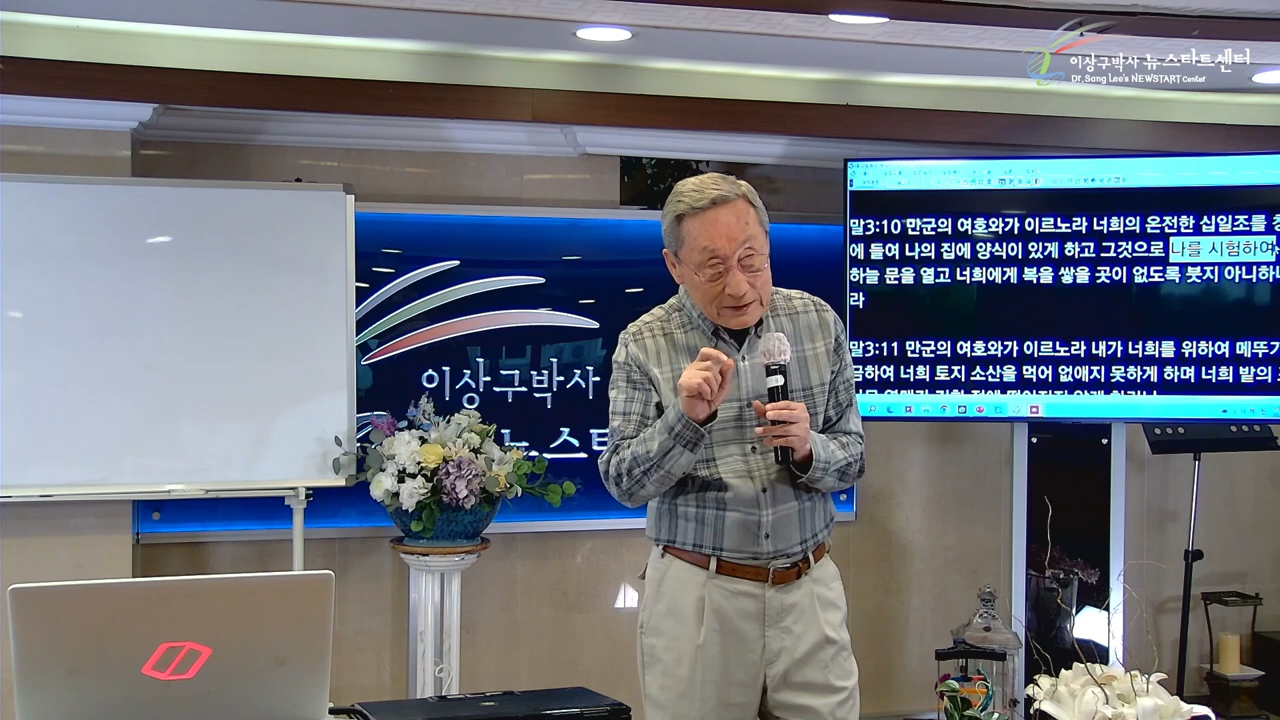 이상구박사 뉴스타트센터
Dr. Sang Lee's NEWSTART Center
말3:10 만군의 여호와가 이르노라 너희의 온전한 십일조를
에 들여 나의 집에 양식이 있게 하고 그것으로 나를 시험하여
하늘 문을 열고 너희에게 복을 쌓을 곳이 없도록 붓지 아니하나
라
말3:11 만군의 여호와가 이르노라 내가 너희를 위하여 메뚜기
금하여 너희 토지 소산을 먹어 없애지 못하게 하며 너희 밭의
이상구박사
뉴스타